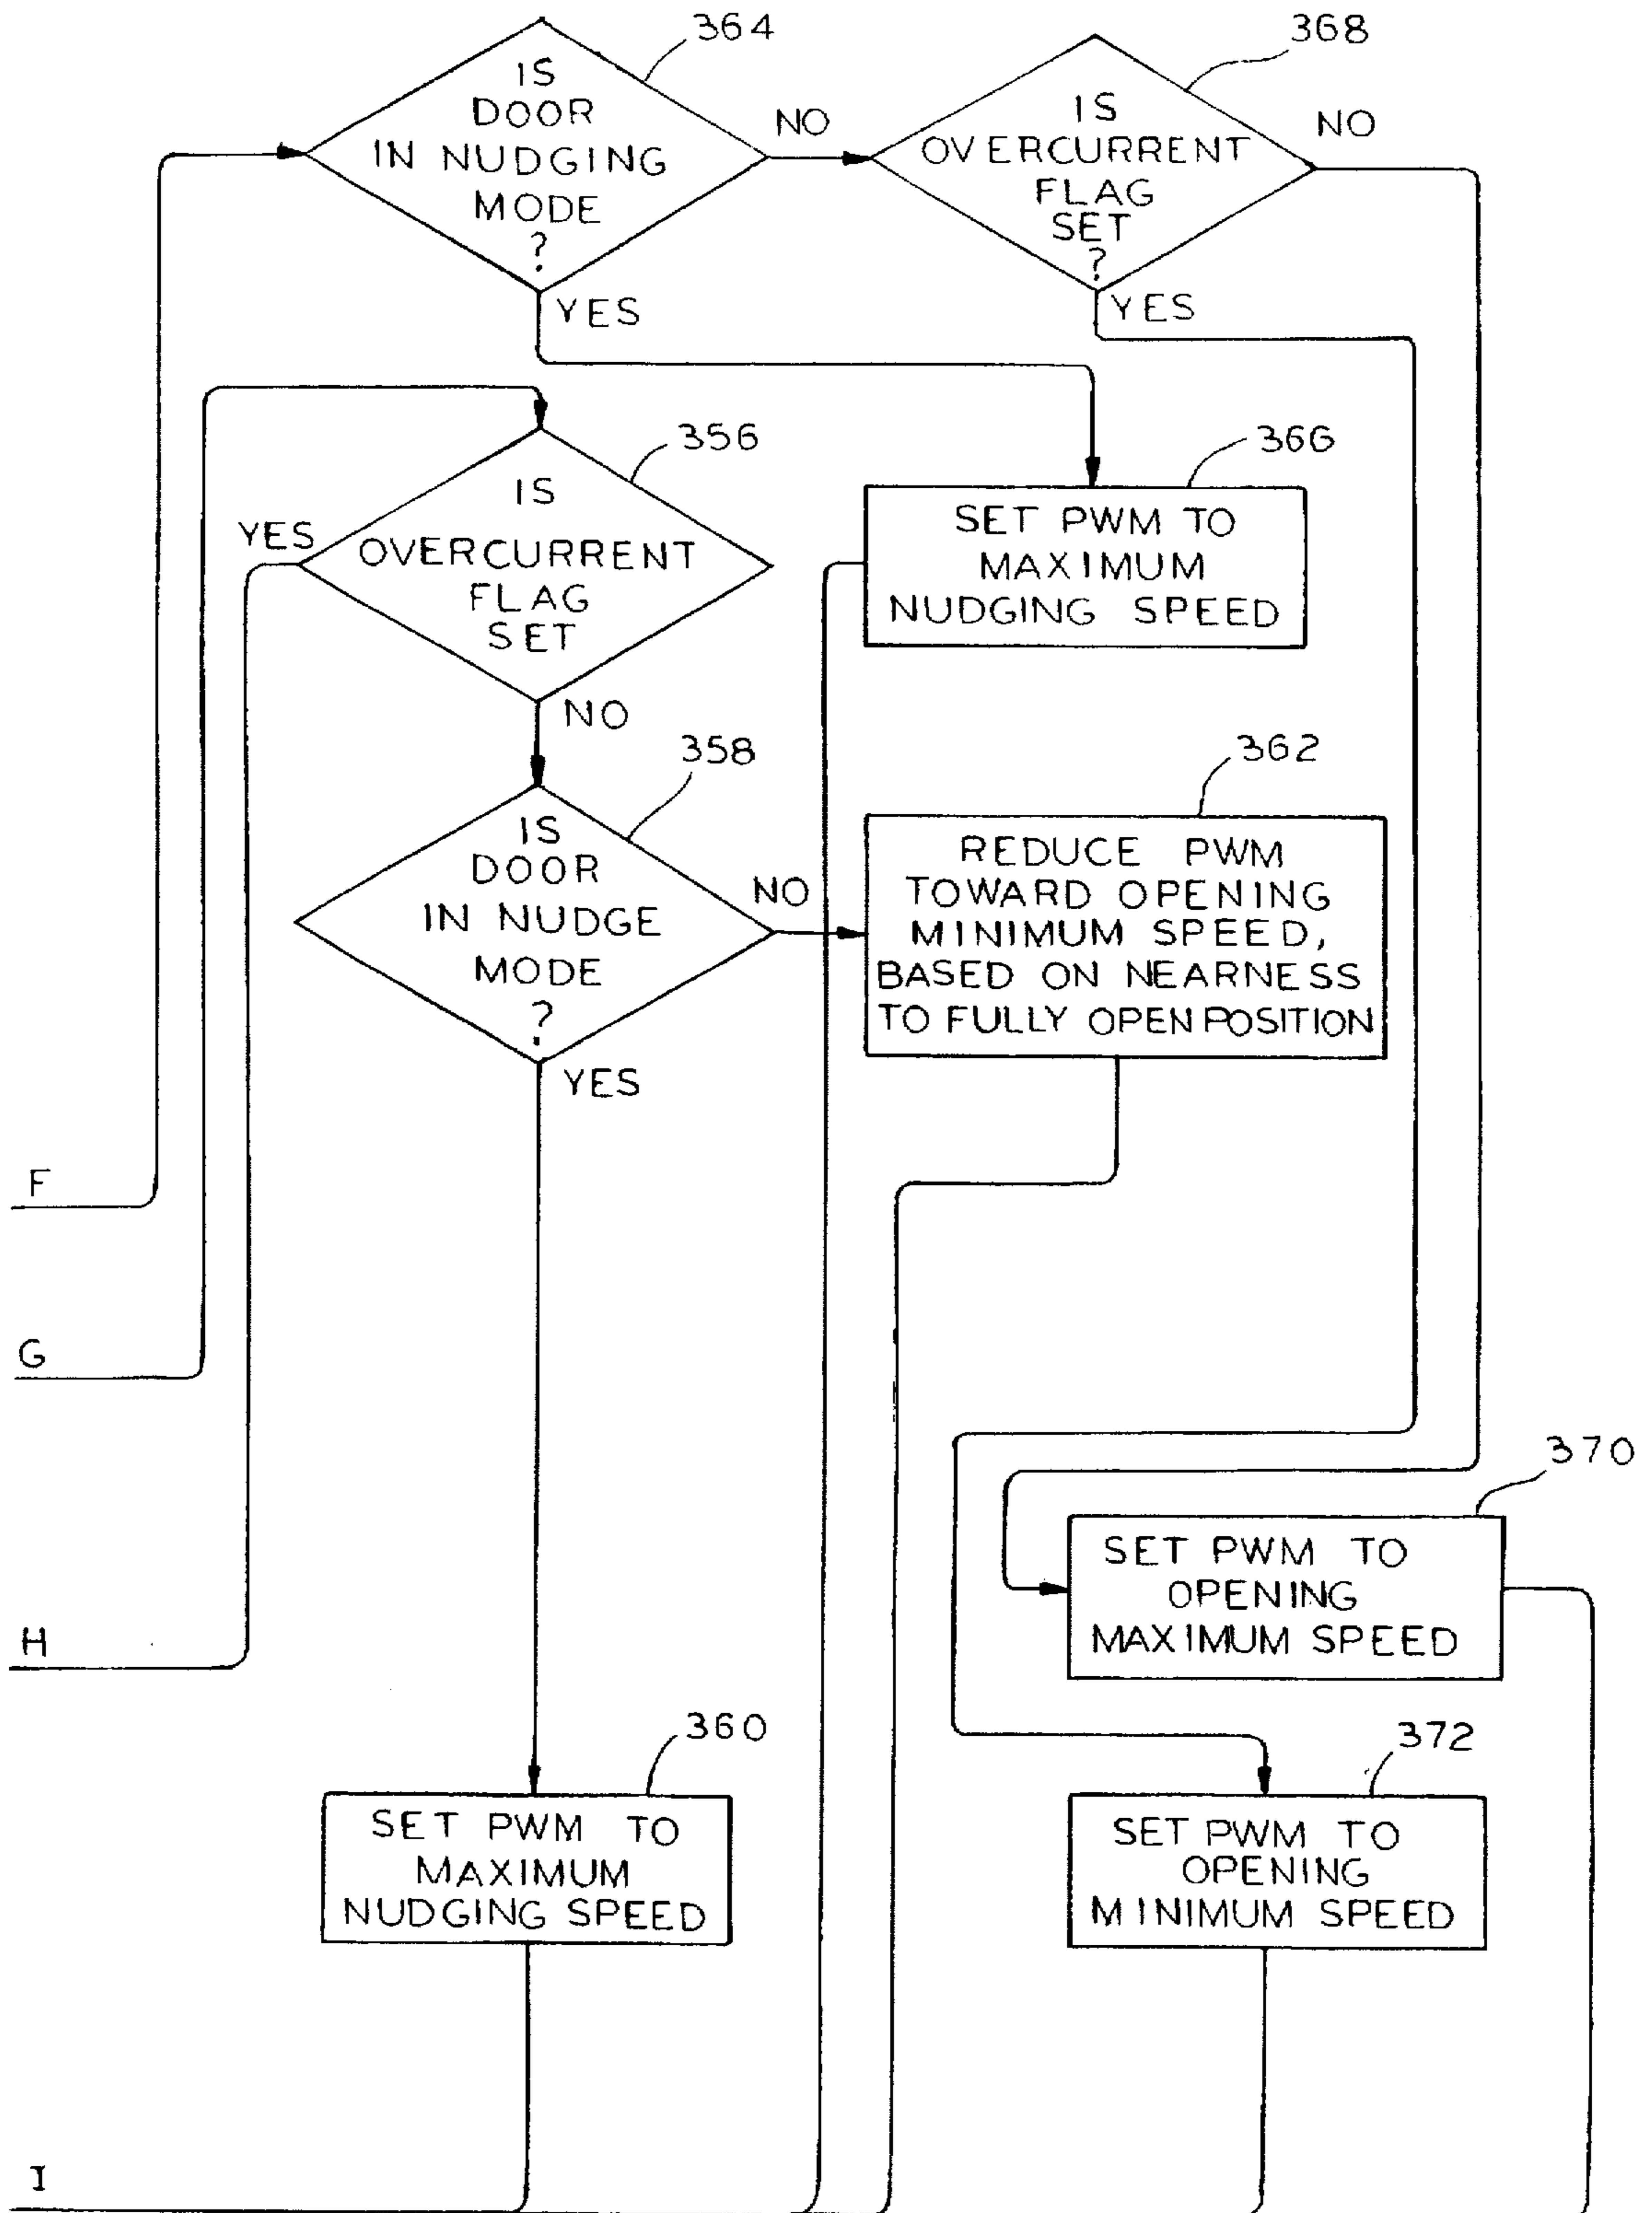 364
IS
DOOR
IN NUDGING
MODE
?
NO
YES
368
IS
OVERCURRENT
FLAG
SET
?
NO
YES
356
IS
OVERCURRENT
FLAG
SET
YES
NO
366
SET PWM TO
MAXIMUM
NUDGING SPEED
358
IS
DOOR
IN NUDGE
MODE
?
NO
YES
362
REDUCE PWM
TOWARD OPENING
MINIMUM SPEED,
BASED ON NEARNESS
TO FULLY OPEN POSITION
F
G
H
370
SET PWM TO
OPENING
MAXIMUM SPEED
360
SET PWM TO
MAXIMUM
NUDGING SPEED
372
SET PWM TO
OPENING
MINIMUM SPEED
I